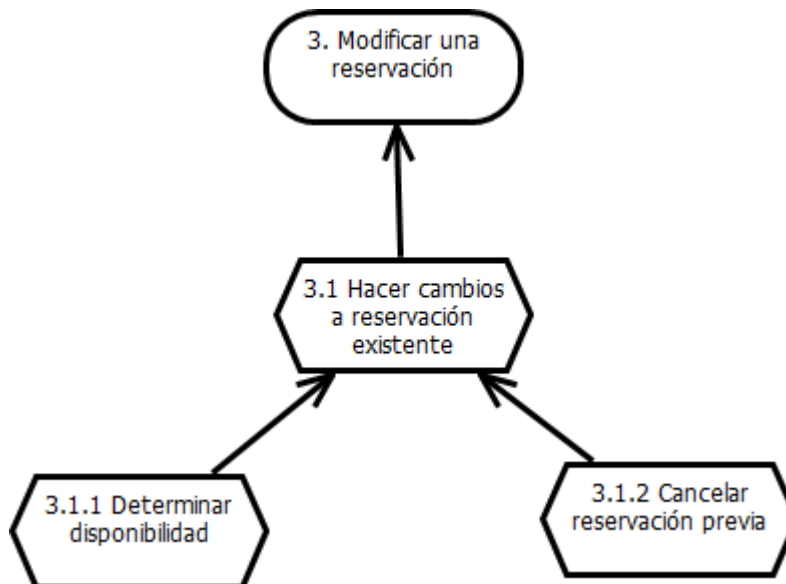 3. Modificar una
reservación
3.1 Hacer cambios
a reservación
existente
3.1.1 Determinar
disponibilidad
3.1.2 Cancelar
reservación previa